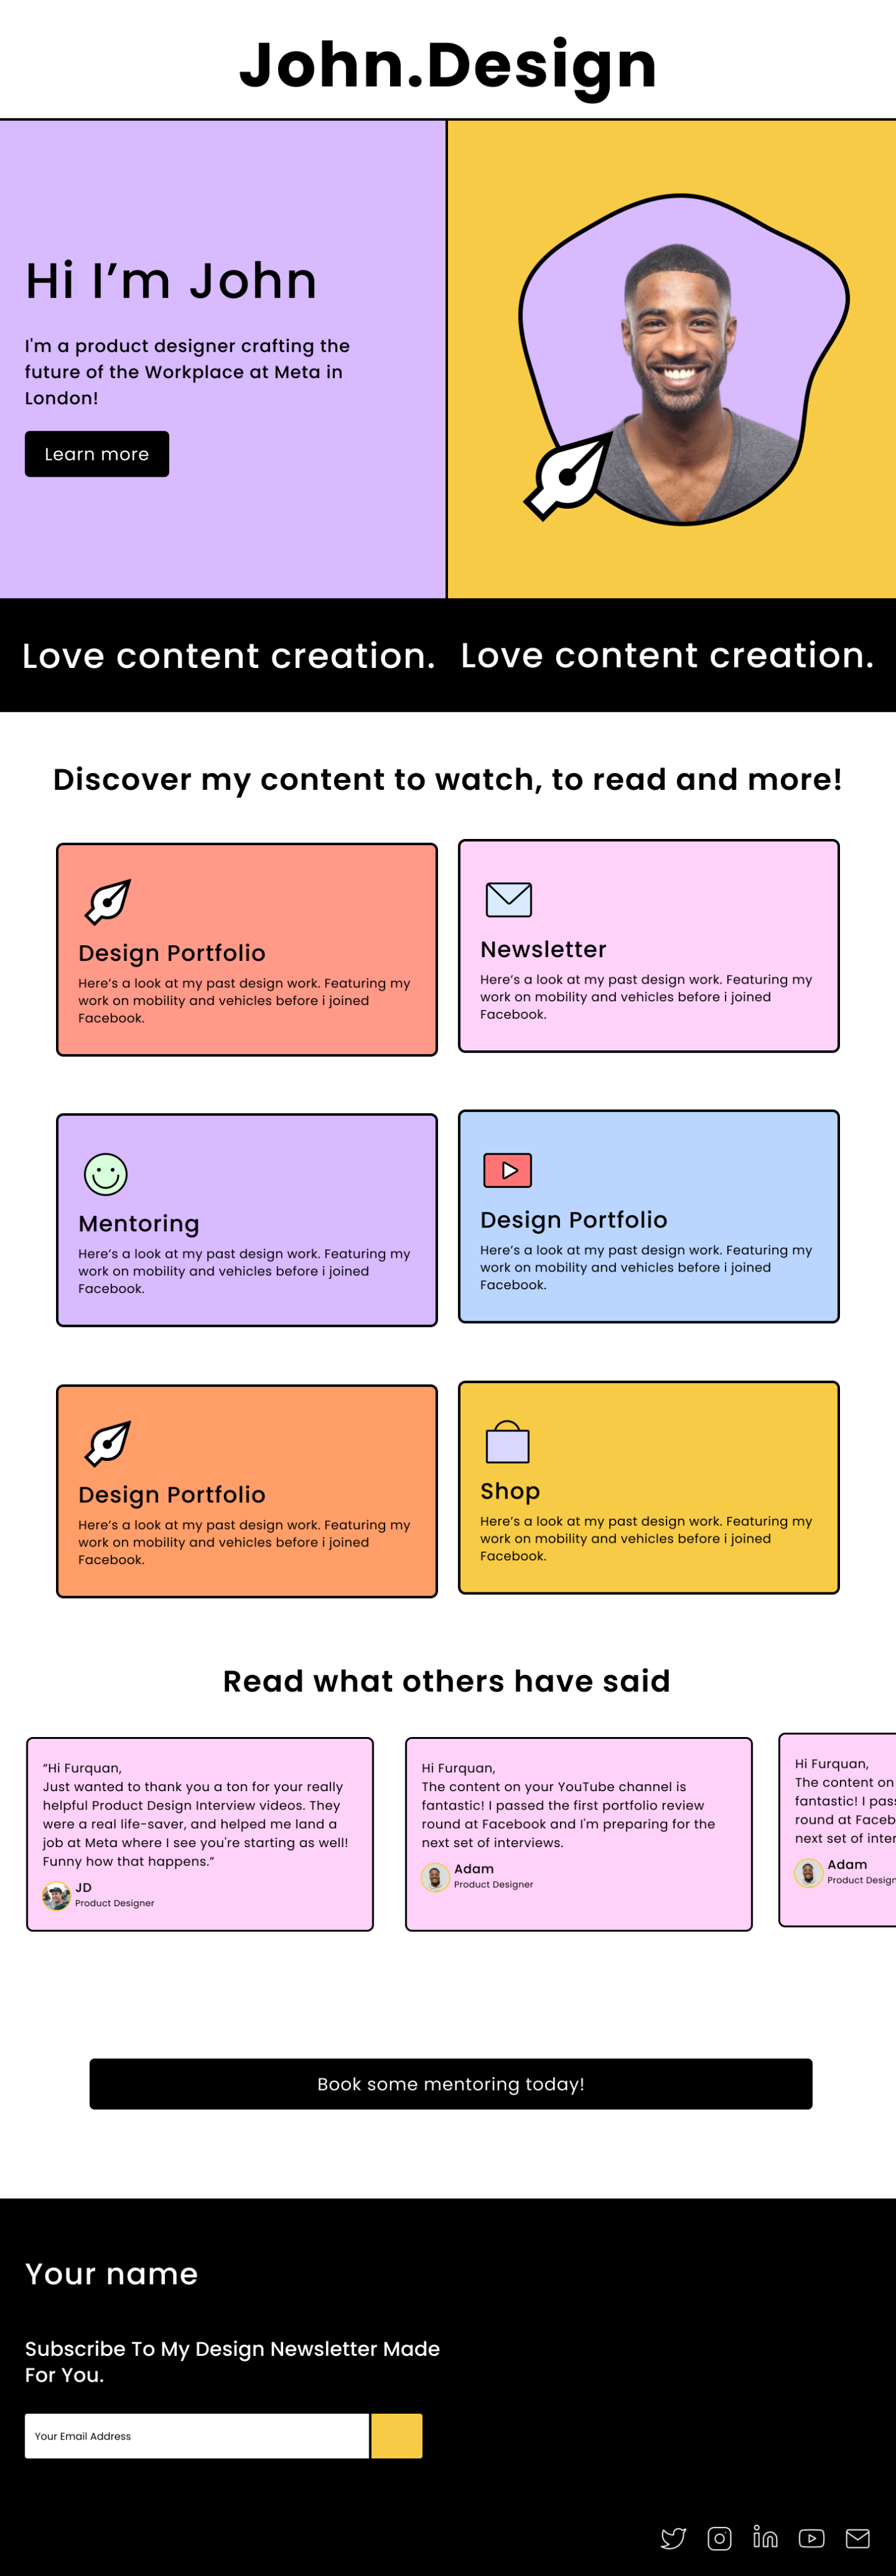 John.Design
Hi I’m John
I'm a product designer crafting the
future of the Workplace at Meta in
London!
Learn more
Love content creation. Love content creation.
Discover my content to watch, to read and more!
Design Portfolio
Here’s a look at my past design work. Featuring my
work on mobility and vehicles before i joined
Facebook.
Newsletter
Here’s a look at my past design work. Featuring my
work on mobility and vehicles before i joined
Facebook.
Mentoring
Here’s a look at my past design work. Featuring my
work on mobility and vehicles before i joined
Facebook.
Design Portfolio
Here’s a look at my past design work. Featuring my
work on mobility and vehicles before i joined
Facebook.
Design Portfolio
Here’s a look at my past design work. Featuring my
work on mobility and vehicles before i joined
Facebook.
Shop
Here’s a look at my past design work. Featuring my
work on mobility and vehicles before i joined
Facebook.
Read what others have said
“Hi Furquan,
Just wanted to thank you a ton for your really
helpful Product Design Interview videos. They
were a real life-saver, and helped me land a
job at Meta where I see you're starting as well!
Funny how that happens.”
JD
Product Designer
Hi Furquan,
The content on your YouTube channel is
fantastic! I passed the first portfolio review
round at Facebook and I'm preparing for the
next set of interviews.
Adam
Product Designer
Hi Furquan,
The content on
fantastic! I pas
round at Faceb
next set of inter
Adam
Product Design
Book some mentoring today!
Your name
Subscribe To My Design Newsletter Made
For You.
Your Email Address